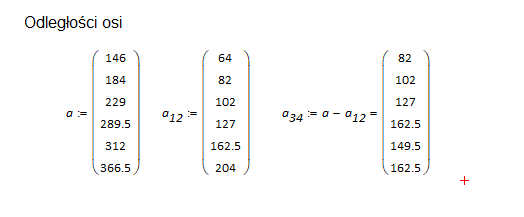 Odległości osi
146 64 82
184 82 102
229 102 127
a := 289.5 a12 := 127 a34 := a − a12 = 162.5
312 162.5 149.5
366.5 204 162.5